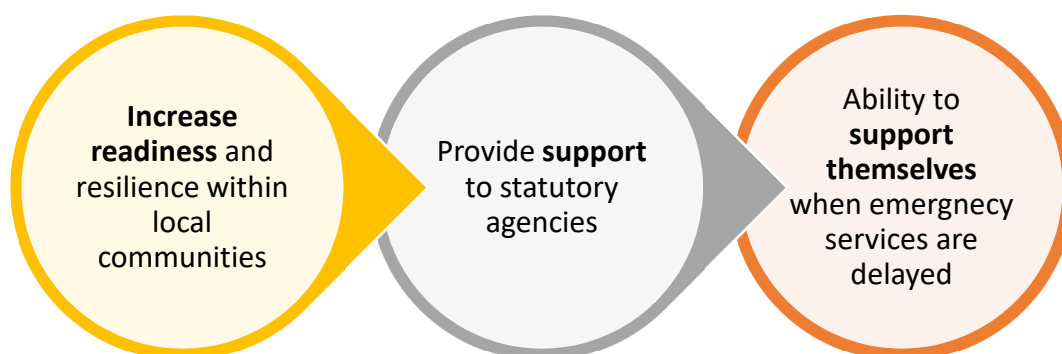 Increase
readiness and
resilience within
local
communities
Provide support
to statutory
agencies
Ability to
support
themselves
when emergnecy
services are
delayed